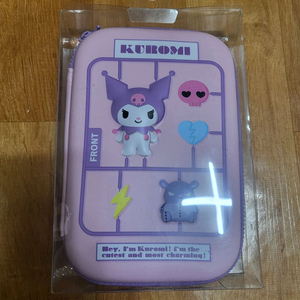 KUROMI
FRONT
Hey, I'm Kuromi! I'm the
cutest and most charming!